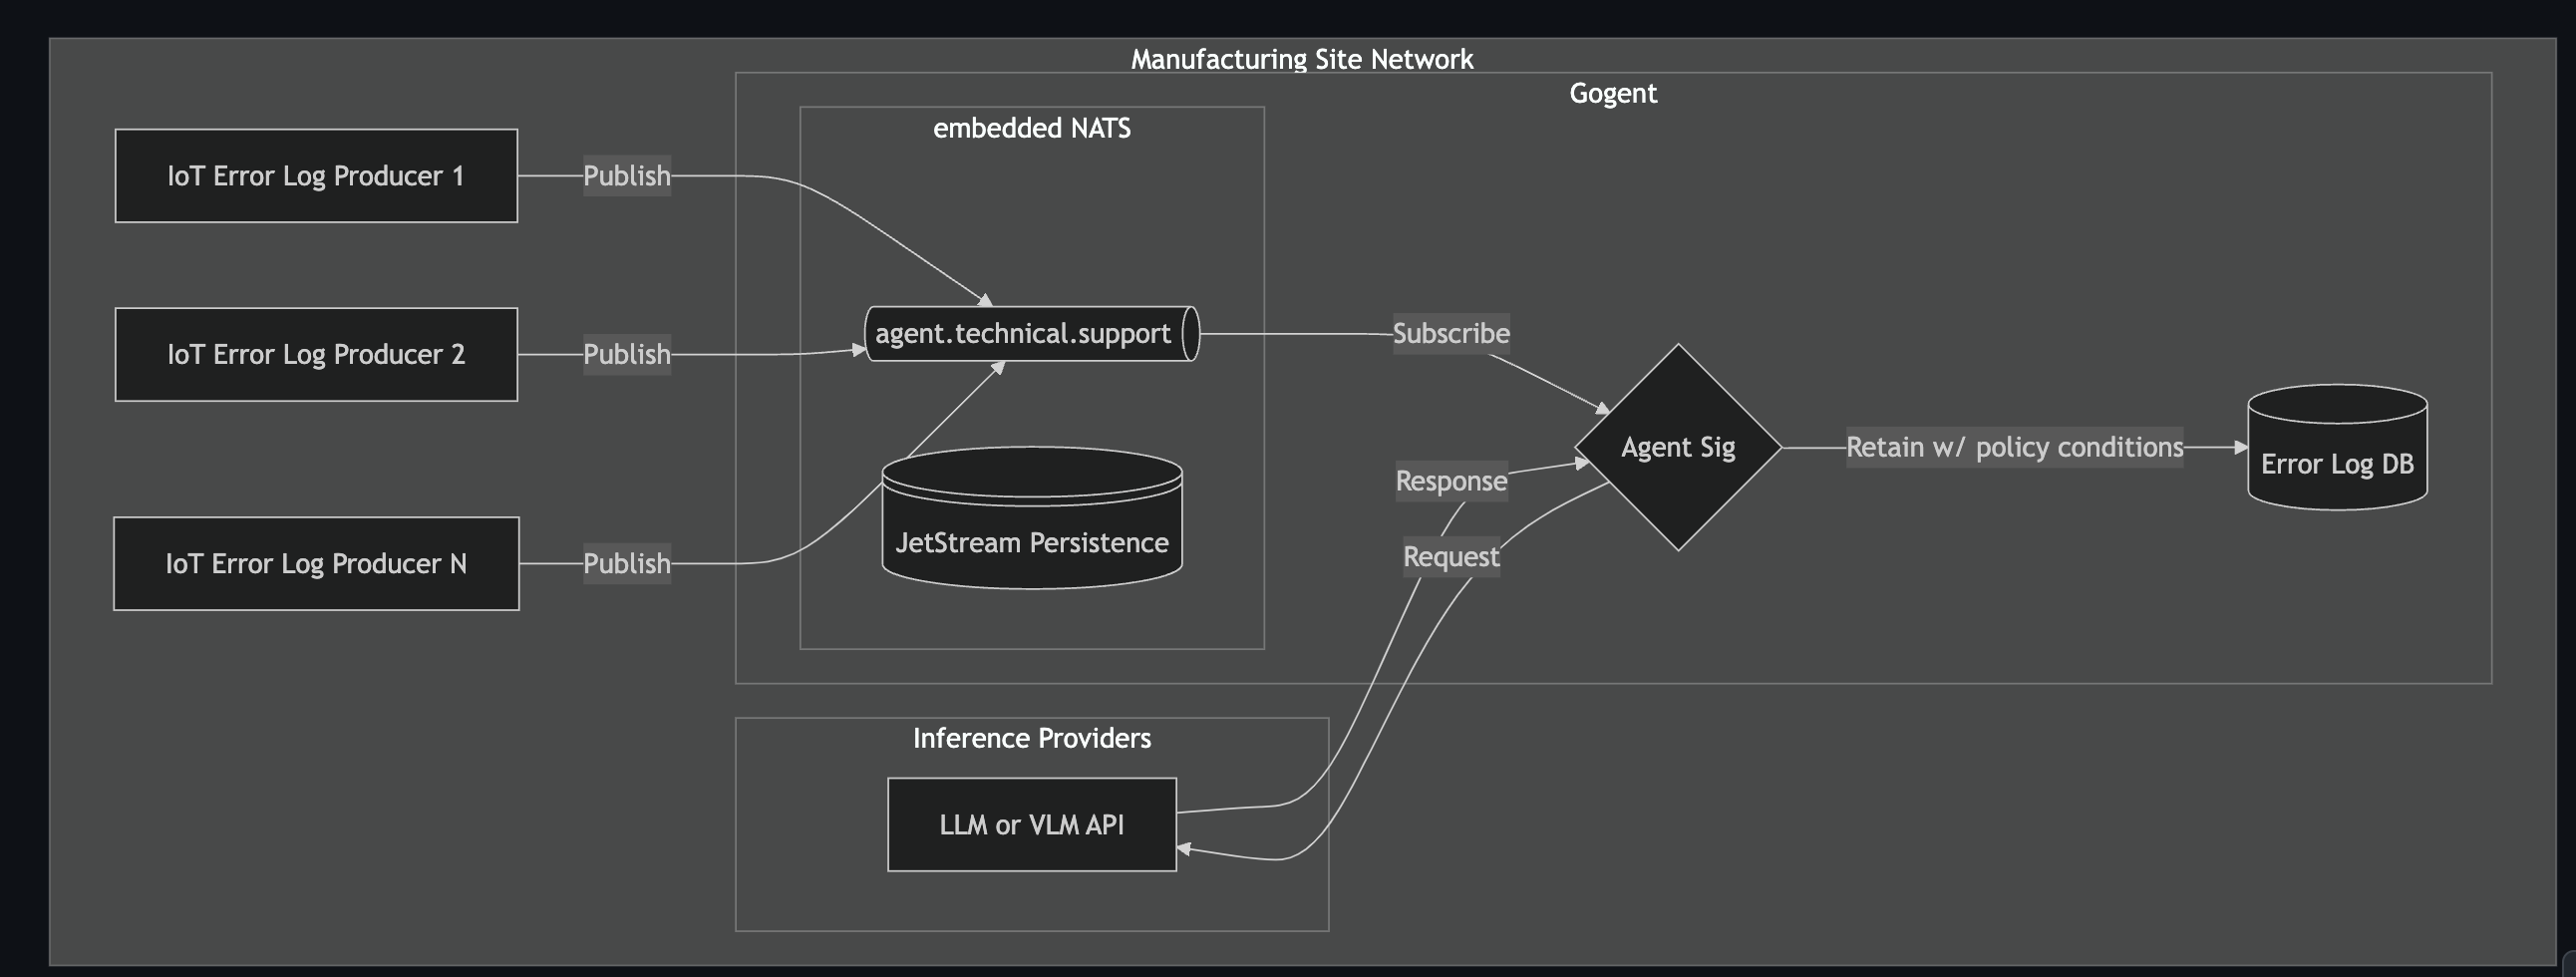 Manufacturing Site Network
Gogent
embedded NATS
IoT Error Log Producer 1
Publish
agent.technical.support
Subscribe
IoT Error Log Producer 2
Publish
Agent Sig
Retain w/ policy conditions
Error Log DB
Response
Request
JetStream Persistence
IoT Error Log Producer N
Publish
Inference Providers
LLM or VLM API